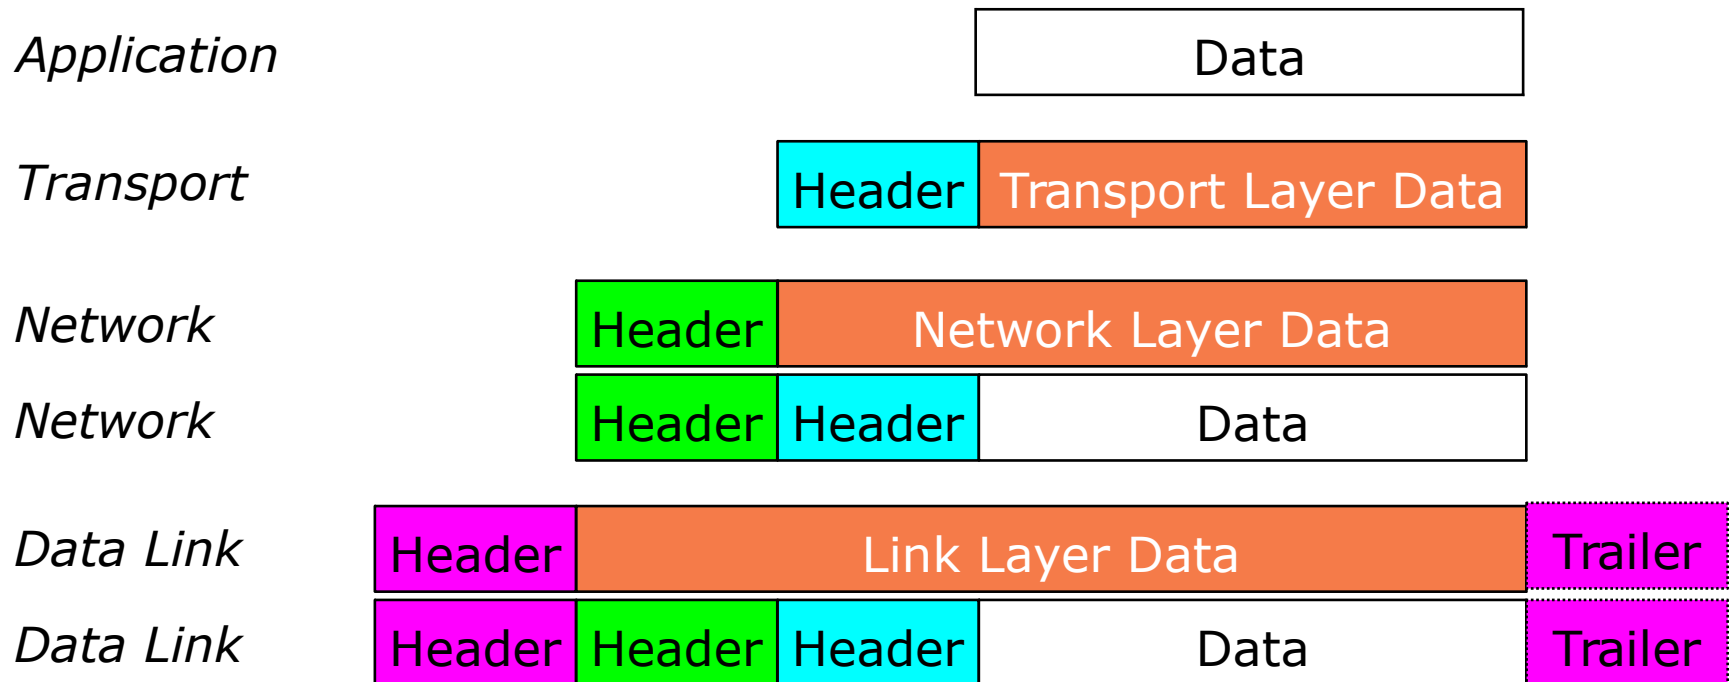 Application Data
Transport Header Transport Layer Data
Network Header Network Layer Data
Network Header Header Data
Data Link Header Link Layer Data Trailer
Data Link Header Header Header Data Trailer